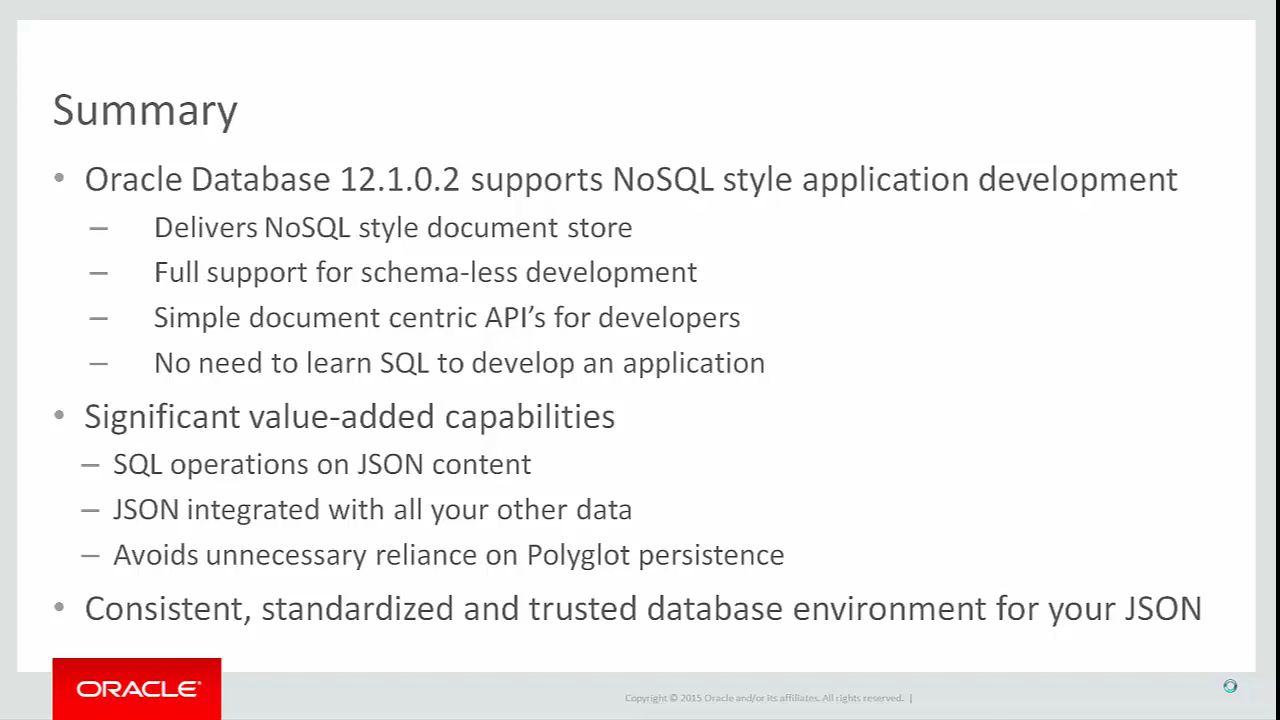 Summary
• Oracle Database 12.1.0.2 supports NoSQL style application development
– Delivers NoSQL style document store
– Full support for schema-less development
– Simple document centric API’s for developers
– No need to learn SQL to develop an application
• Significant value-added capabilities
– SQL operations on JSON content
– JSON integrated with all your other data
– Avoids unnecessary reliance on Polyglot persistence
• Consistent, standardized and trusted database environment for your JSON
ORACLE®
Copyright © 2015 Oracle and/or its affiliates. All rights reserved. |